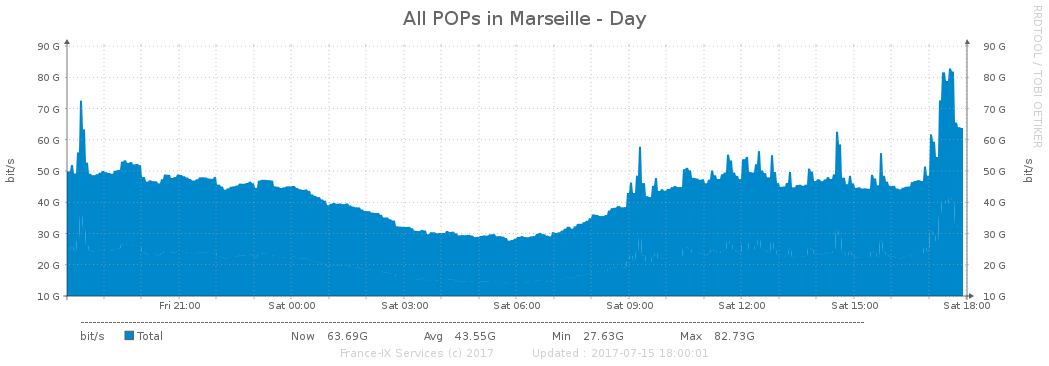 All POPs in Marseille - Day
RRDTOOL / TOBI OETIKER
90 G 90 G
80 G 80 G
70 G 70 G
60 G 60 G
50 G 50 G
40 G 40 G
30 G 30 G
20 G 20 G
10 G 10 G
bit/s bit/s
Fri 21:00 Sat 00:00 Sat 03:00 Sat 06:00 Sat 09:00 Sat 12:00 Sat 15:00 Sat 18:00
bit/s Total Now 63.69G Avg 43.55G Min 27.63G Max 82.73G
France-IX Services (c) 2017 Updated : 2017-07-15 18:00:01